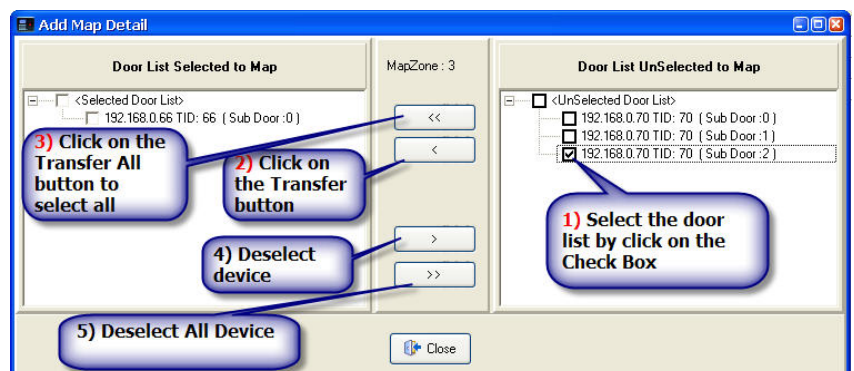 Add Map Detail
Door List Selected to Map
MapZone : 3
Door List UnSelected to Map
<Selected Door List>
192.168.0.66 TID: 66 ( Sub Door :0 )
<UnSelected Door List>
192.168.0.70 TID: 70 ( Sub Door :0 )
192.168.0.70 TID: 70 ( Sub Door :1 )
192.168.0.70 TID: 70 ( Sub Door :2 )
<<
<
>
>>
3) Click on the
Transfer All
button to
select all
2) Click on
the Transfer
button
1) Select the door
list by click on the
Check Box
4) Deselect
device
5) Deselect All Device
Close